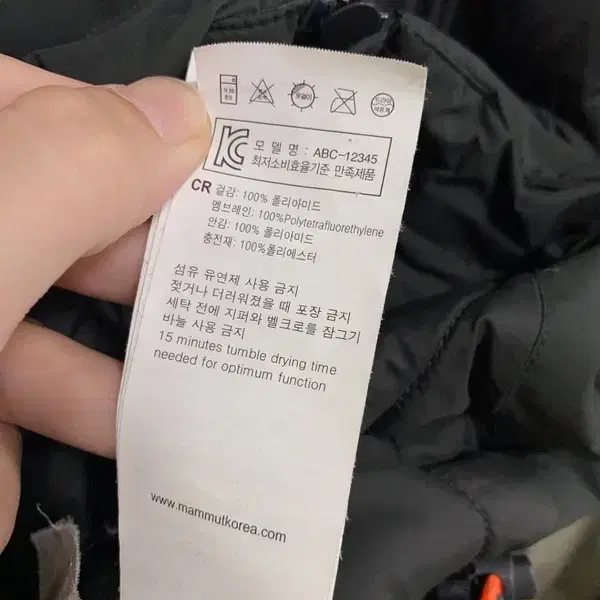 모 델 명 : ABC-12345
최저소비효율기준 만족제품
CR 겉감: 100% 폴리아미드
멤브레인: 100%Polytetrafluorethylene
안감: 100% 폴리아미드
충전재: 100%폴리에스터
섬유 유연제 사용 금지
젖거나 더러워졌을 때 포장 금지
세탁 전에 지퍼와 벨크로를 잠그기
바늘 사용 금지
15 minutes tumble drying time
needed for optimum function
www.mammutkorea.com